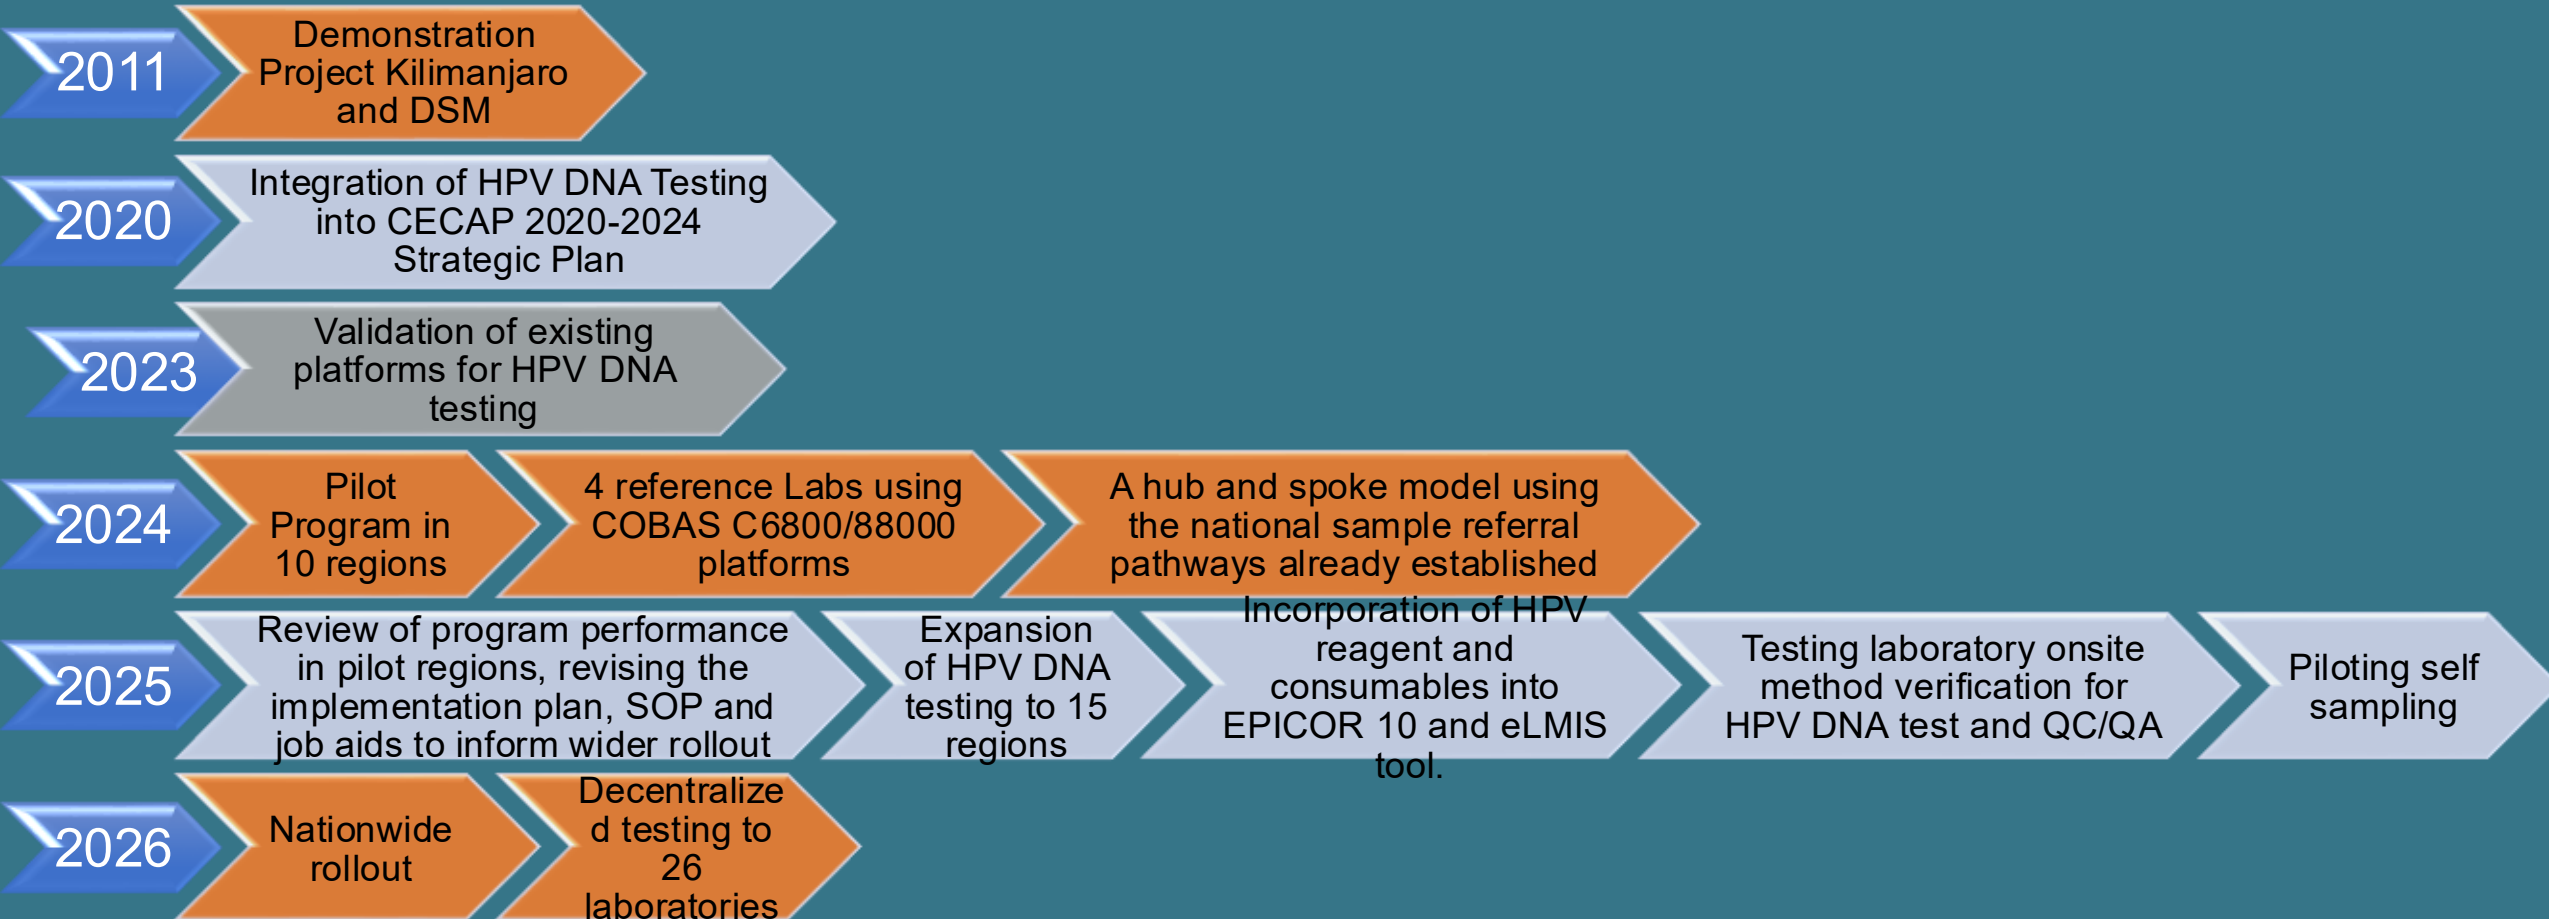 2011
Demonstration
Project Kilimanjaro
and DSM
2020
Integration of HPV DNA Testing
into CECAP 2020-2024
Strategic Plan
2023
Validation of existing
platforms for HPV DNA
testing
2024
Pilot
Program in
10 regions
4 reference Labs using
COBAS C6800/88000
platforms
A hub and spoke model using
the national sample referral
pathways already established
2025
Review of program performance
in pilot regions, revising the
implementation plan, SOP and
job aids to inform wider rollout
Expansion
of HPV DNA
testing to 15
regions
Incorporation of HPV
reagent and
consumables into
EPICOR 10 and eLMIS
tool.
Testing laboratory onsite
method verification for
HPV DNA test and QC/QA
Piloting self
sampling
2026
Nationwide
rollout
Decentralize
d testing to
26
laboratories